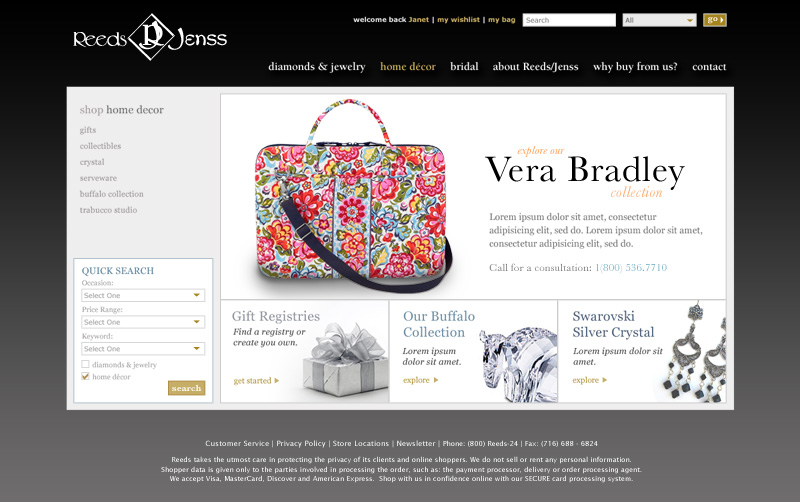 Reeds RJ Jenss
welcome back Janet | my wishlist | my bag
Search
All
go
diamonds & jewelry home décor bridal about Reeds/Jenss why buy from us? contact
shop home decor
gifts
collectibles
crystal
serveware
buffalo collection
trabucco studio
QUICK SEARCH
Occasion:
Select One
Price Range:
Select One
Keyword:
Select One
diamonds & jewelry
home décor
search
explore our
Vera Bradley
collection
Lorem ipsum dolor sit amet, consectetur
adipisicing elit, sed do. Lorem ipsum dolor sit amet,
consectetur adipisicing elit, sed do.
Call for a consultation: 1(800) 536.7710
Gift Registries
Find a registry or
create you own.
get started
Our Buffalo
Collection
Lorem ipsum
dolor sit amet.
explore
Swarovski
Silver Crystal
Lorem ipsum dolor sit
amet.
explore
Customer Service | Privacy Policy | Store Locations | Newsletter | Phone: (800) Reeds-24 | Fax: (716) 688 - 6824
Reeds takes the utmost care in protecting the privacy of its clients and online shoppers. We do not sell or rent any personal information.
Shopper data is given only to the parties involved in processing the order, such as: the payment processor, delivery or order processing agent.
We accept Visa, MasterCard, Discover and American Express. Shop with us in confidence online with our SECURE card processing system.